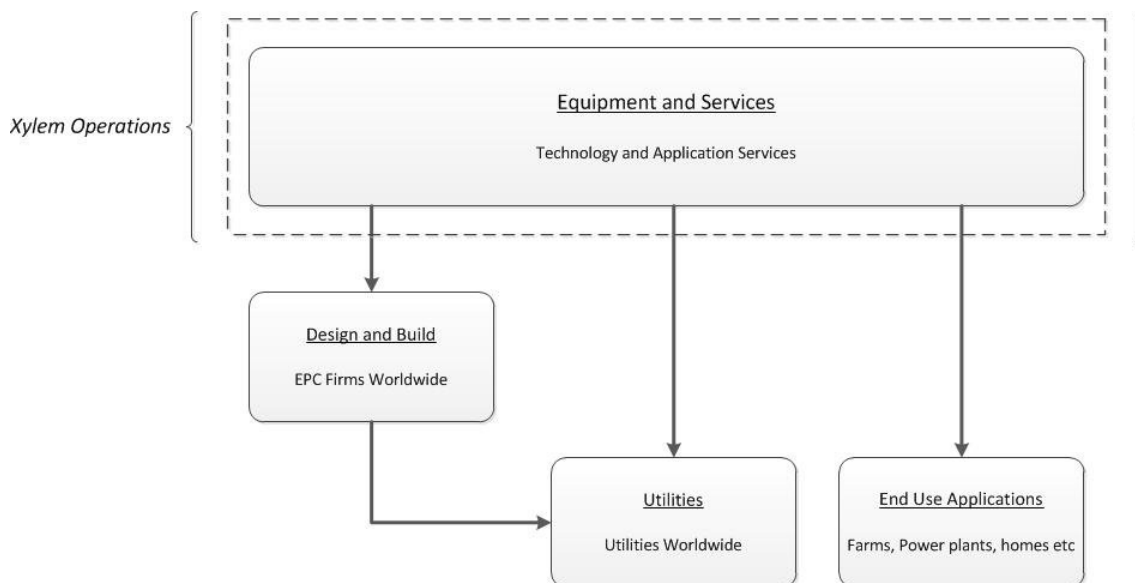 Equipment and Services
Xylem Operations
Technology and Application Services
Design and Build
EPC Firms Worldwide
Utilities
End Use Applications
Utilities Worldwide
Farms, Power plants, homes etc